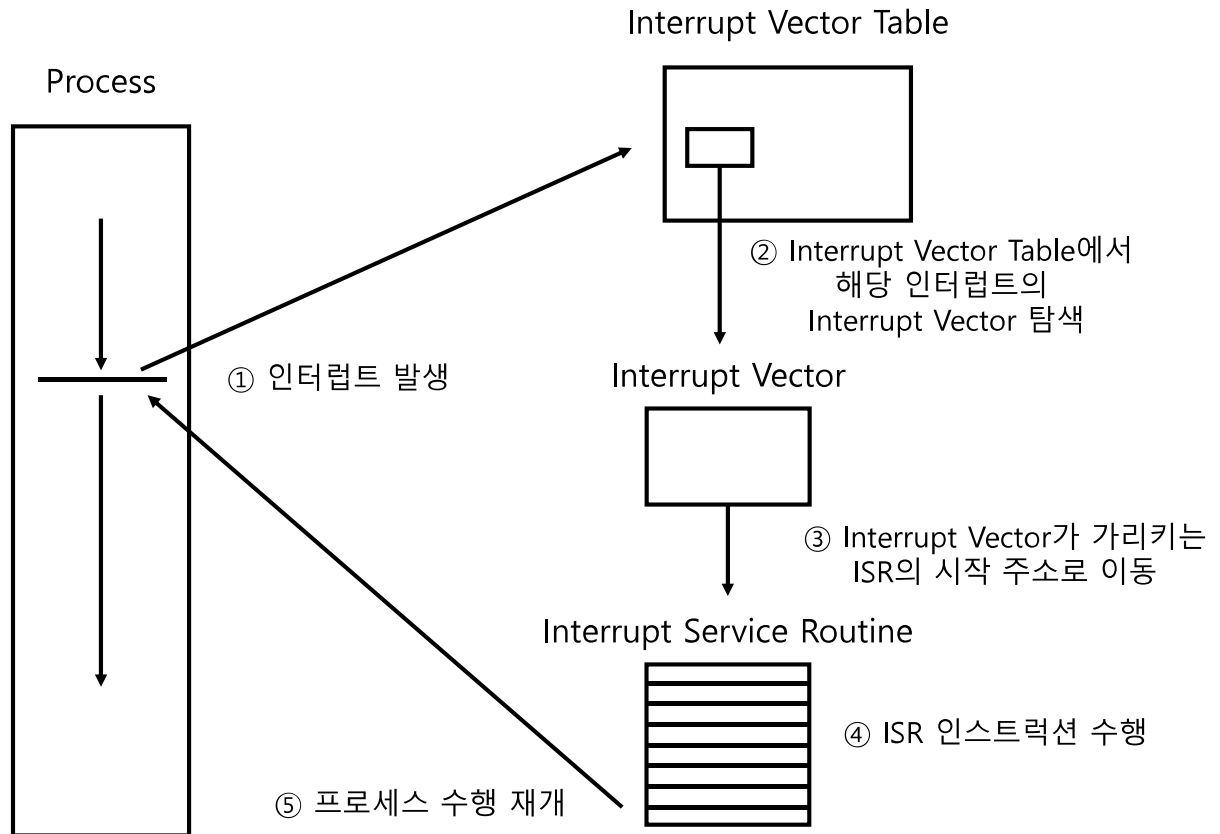 Interrupt Vector Table
Process
② Interrupt Vector Table에서
해당 인터럽트의
Interrupt Vector 탐색
① 인터럽트 발생
Interrupt Vector
③ Interrupt Vector가 가리키는
ISR의 시작 주소로 이동
Interrupt Service Routine
④ ISR 인스트럭션 수행
⑤ 프로세스 수행 재개